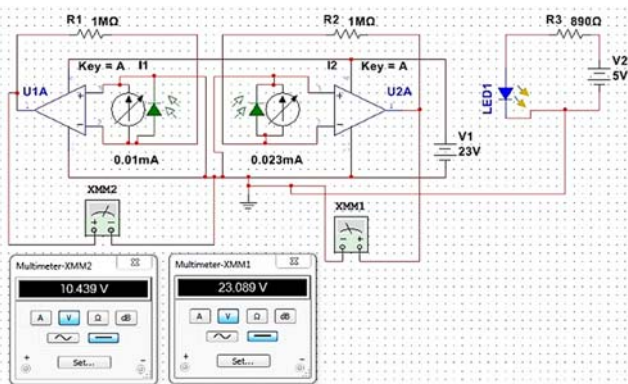 R1 1MΩ
R2 1MΩ
R3 890Ω
Key = A I1
I2 Key = A
V2
5V
U1A
U2A
LED1
V1
23V
0.01mA
0.023mA
XMM2
XMM1
Multimeter-XMM2
Multimeter-XMM1
10.439 V
23.089 V
A V Ω dB
A V Ω dB
Set...
Set...